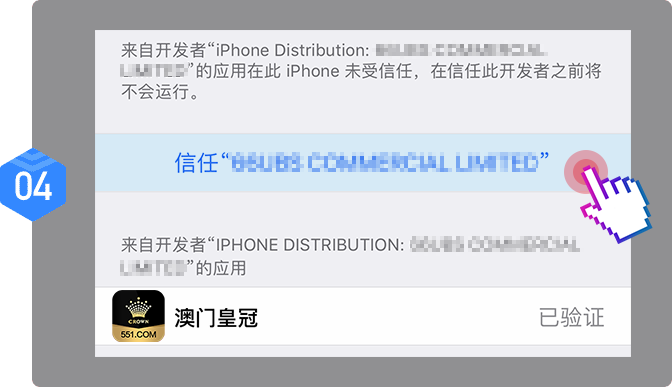 来自开发者“iPhone Distribution:
”的应用在此 iPhone 未受信任，在信任此开发者之前将
不会运行。
04
信任“ COMMERCIAL LIMITED”
来自开发者“IPHONE DISTRIBUTION:
”的应用
CROWN
551.COM
澳门皇冠
已验证